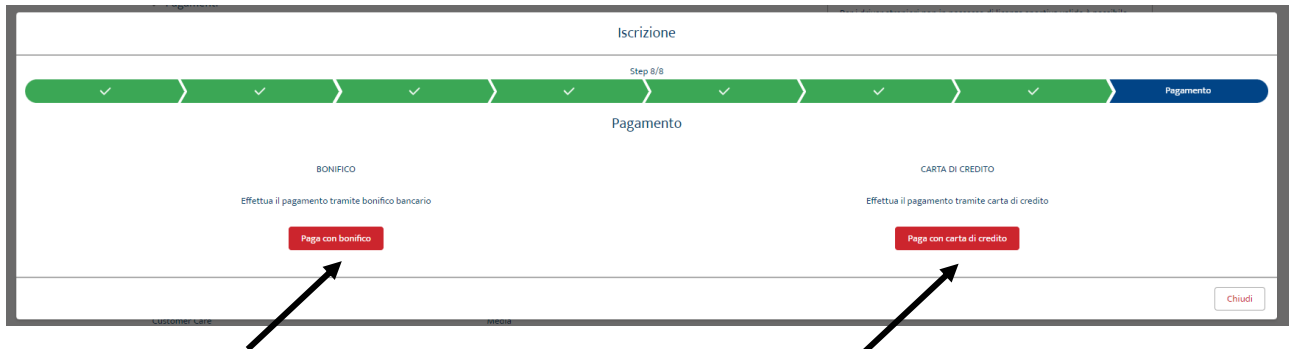 Pagamenti
Iscrizione
Step 8/8
Pagamento
Pagamento
BONIFICO
Effettua il pagamento tramite bonifico bancario
Paga con bonifico
CARTA DI CREDITO
Effettua il pagamento tramite carta di credito
Paga con carta di credito
Chiudi
Customer Care
Media